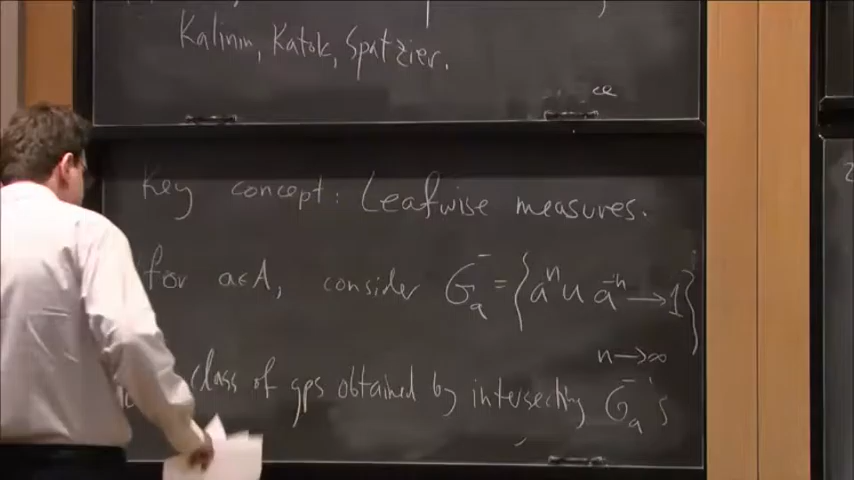 Kalinin, Katok, Spatzier.
Key concept: Leafwise measures.
for a∈A, consider G⁻ₐ = {aⁿ u a⁻ⁿ → 1}
n→∞
class of gps obtained by intersecting G⁻ₐ's